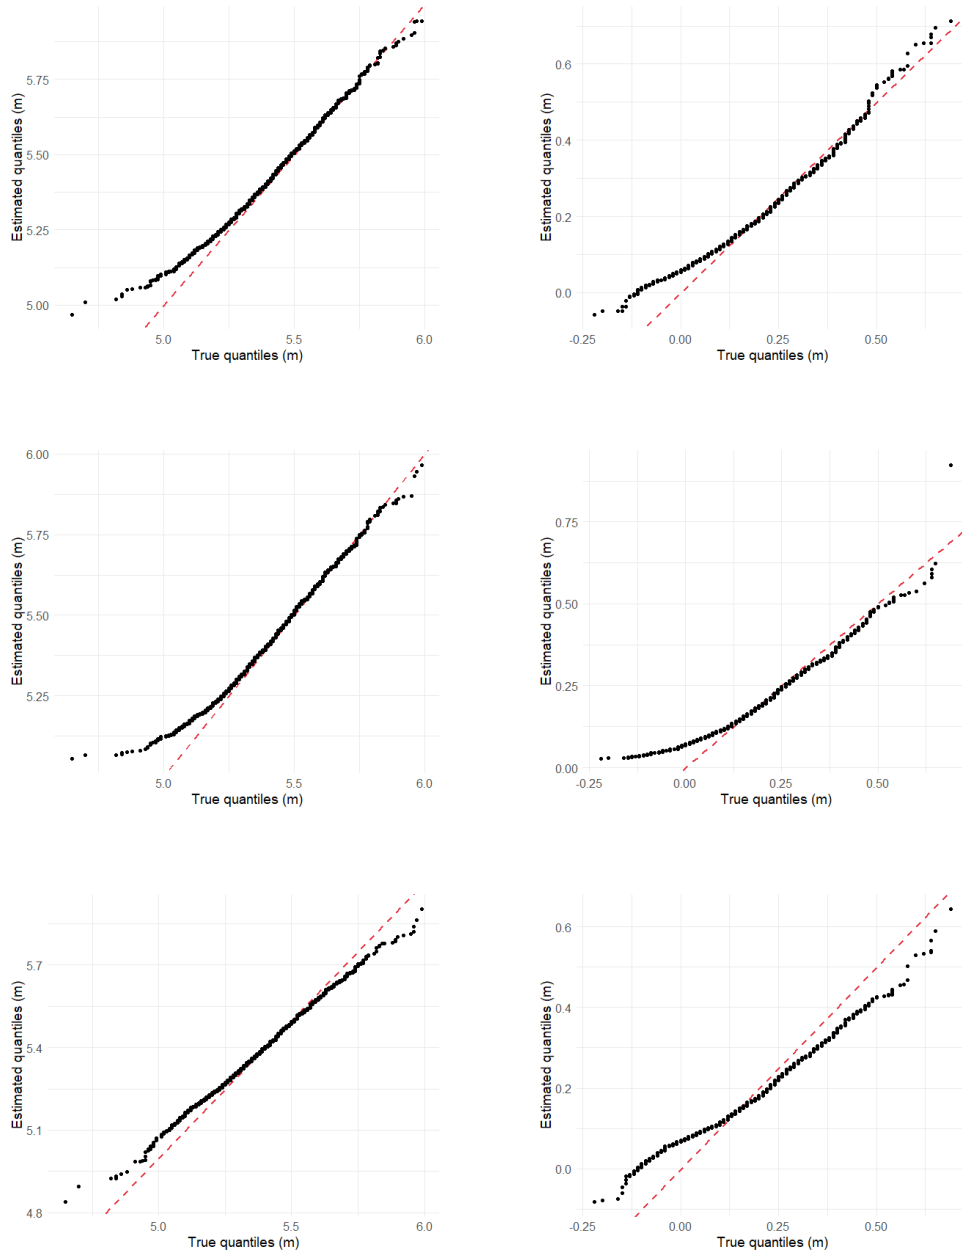 5.75
5.50
5.25
5.00
Estimated quantiles (m)
5.0 5.5 6.0
True quantiles (m)
0.6
0.4
0.2
0.0
Estimated quantiles (m)
-0.25 0.00 0.25 0.50
True quantiles (m)
6.00
5.75
5.50
5.25
Estimated quantiles (m)
5.0 5.5 6.0
True quantiles (m)
0.75
0.50
0.25
0.00
Estimated quantiles (m)
-0.25 0.00 0.25 0.50
True quantiles (m)
5.7
5.4
5.1
4.8
Estimated quantiles (m)
5.0 5.5 6.0
True quantiles (m)
0.6
0.4
0.2
0.0
Estimated quantiles (m)
-0.25 0.00 0.25 0.50
True quantiles (m)